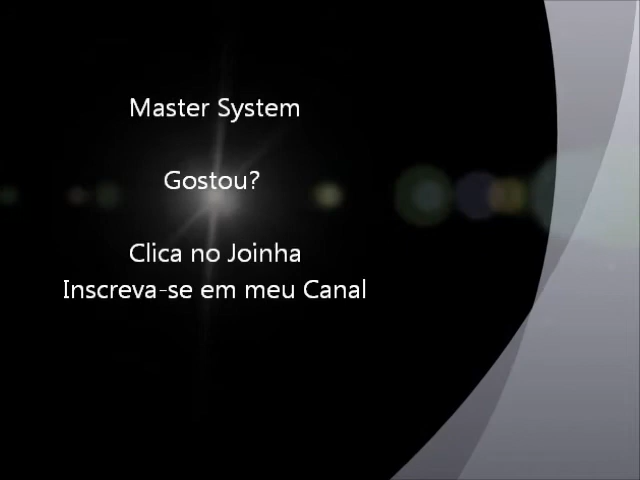 Master System
Gostou?
Clica no Joinha
Inscreva-se em meu Canal